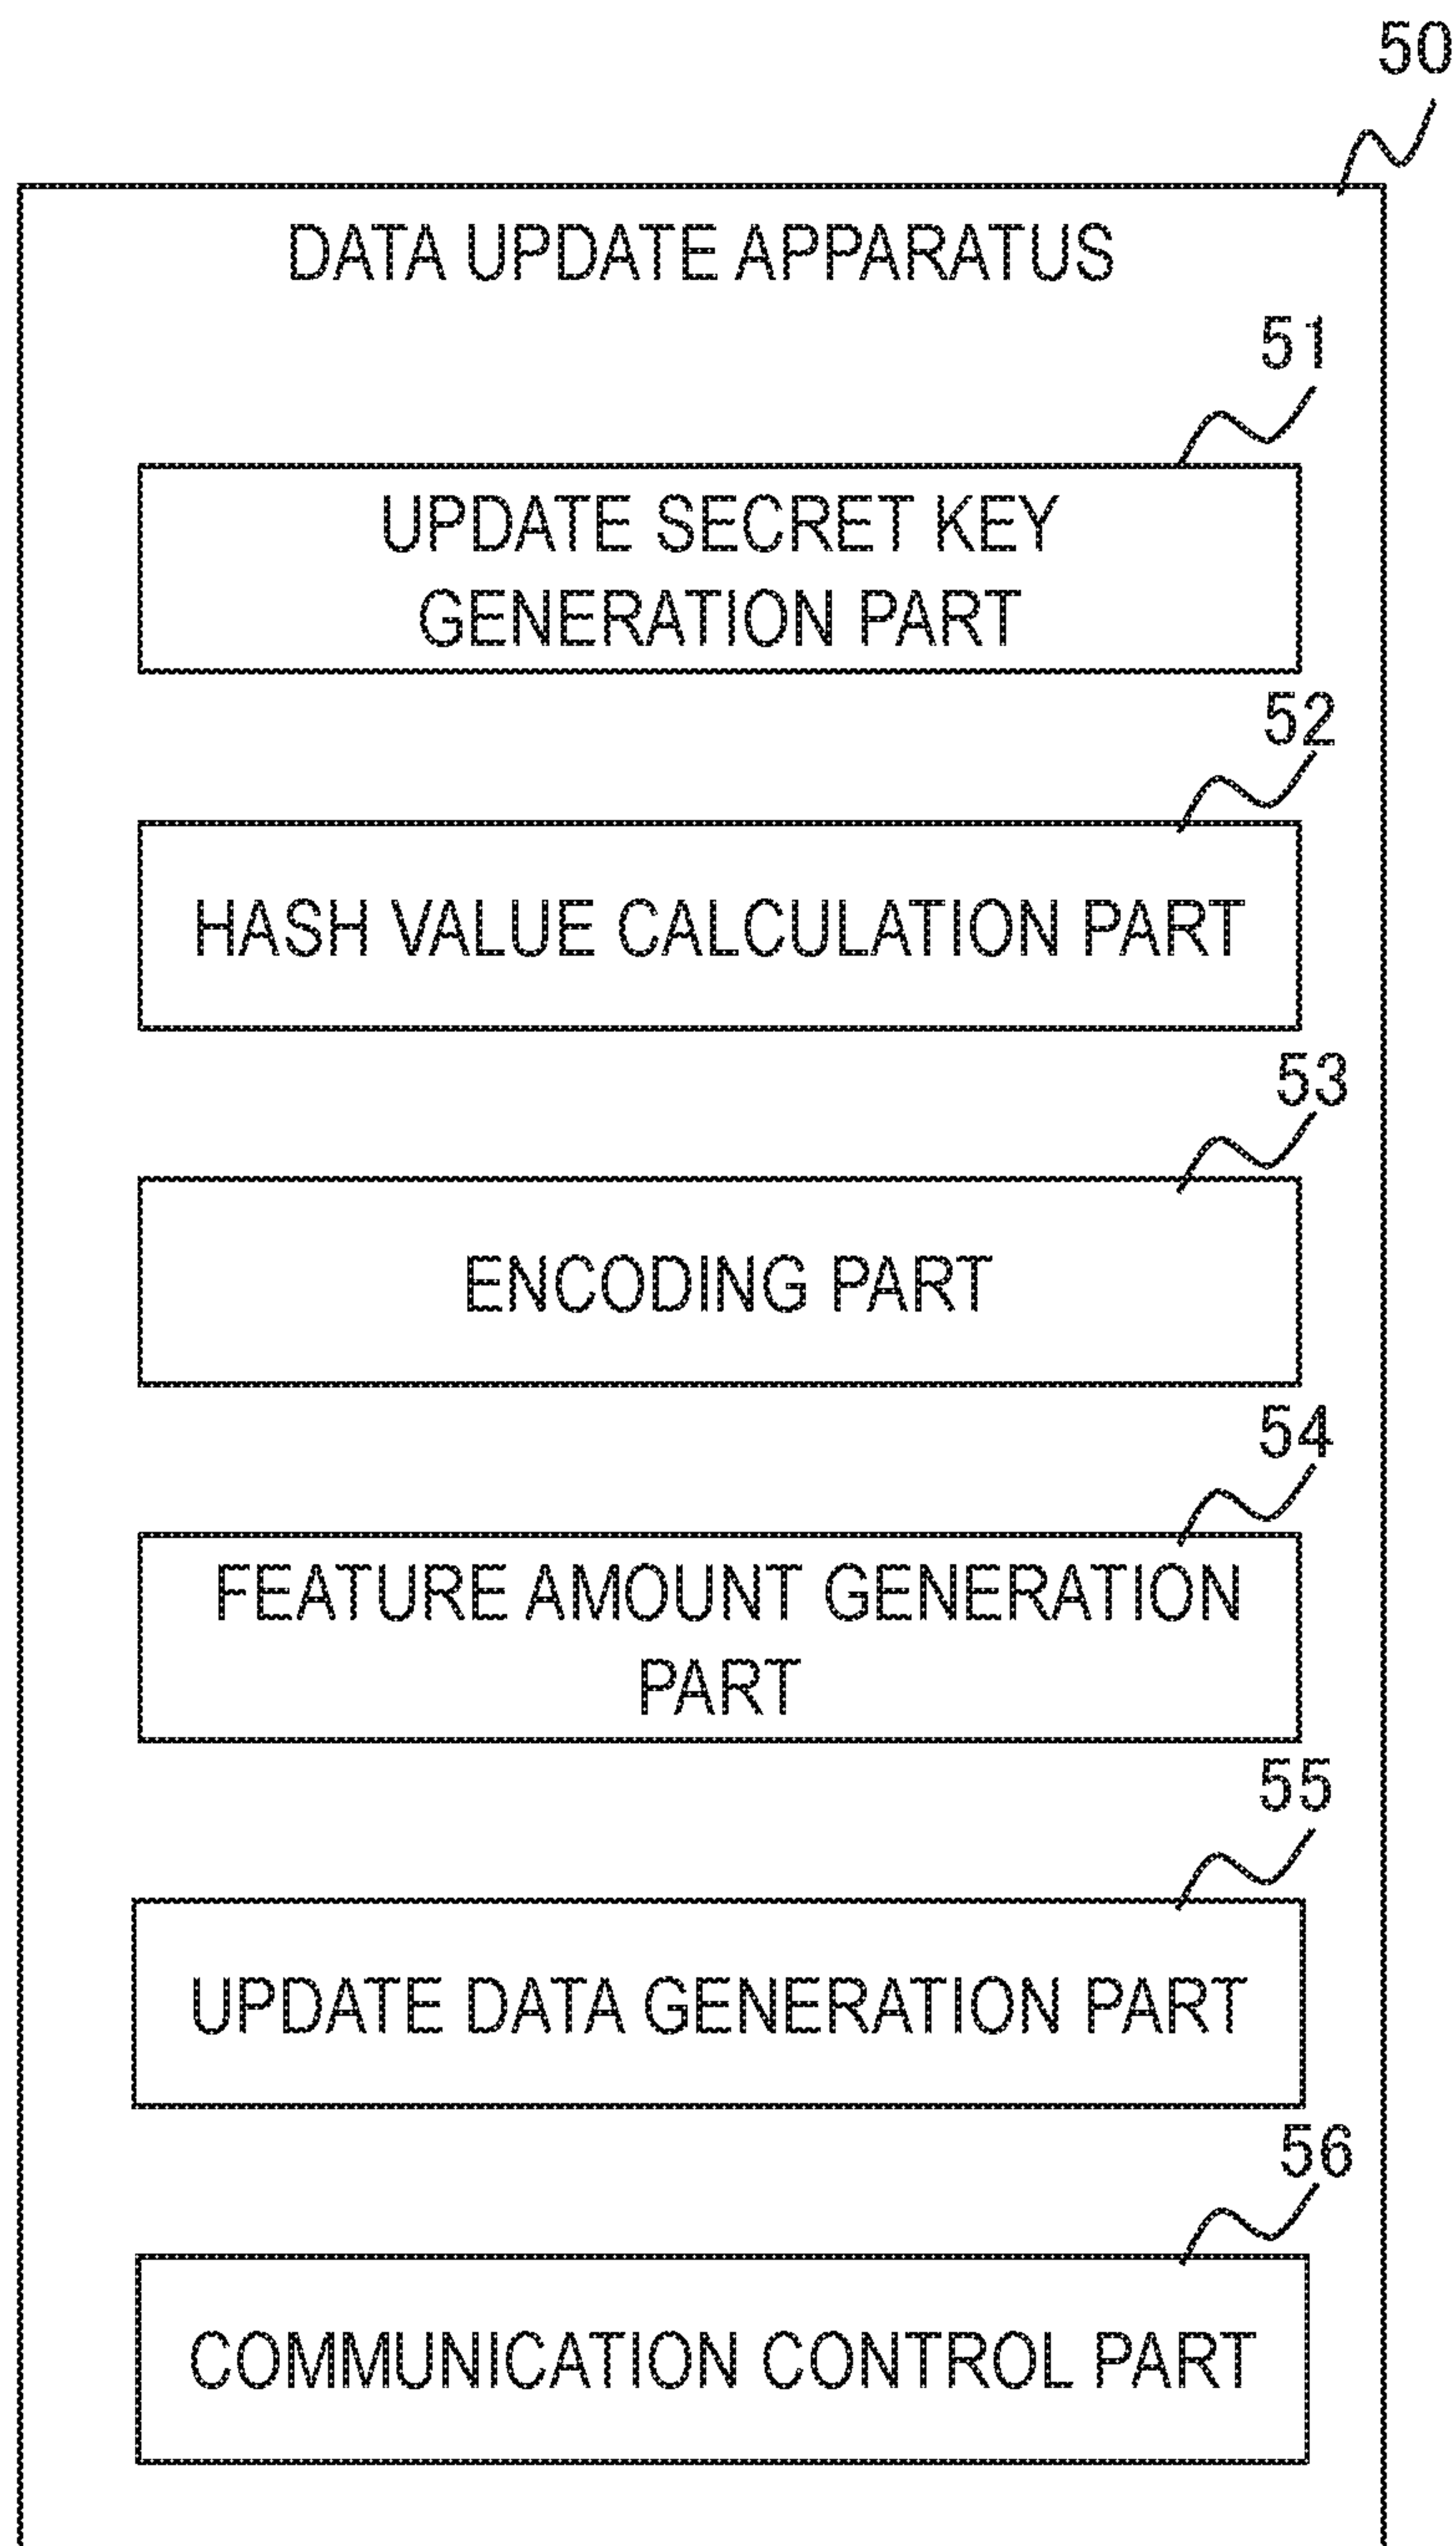 50
DATA UPDATE APPARATUS
51
UPDATE SECRET KEY
GENERATION PART
52
HASH VALUE CALCULATION PART
53
ENCODING PART
54
FEATURE AMOUNT GENERATION
PART
55
UPDATE DATA GENERATION PART
56
COMMUNICATION CONTROL PART